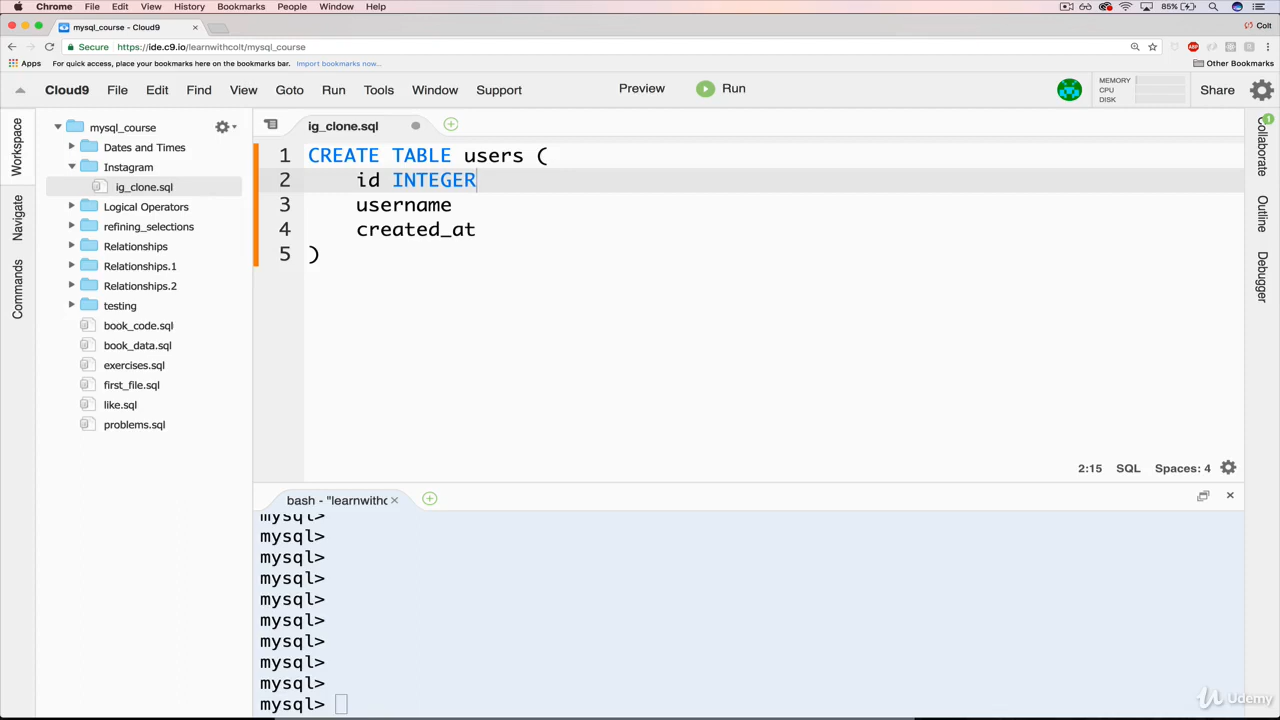 Chrome File Edit View History Bookmarks People Window Help 85%
mysql_course - Cloud9 Colt
Secure https://ide.c9.io/learnwithcolt/mysql_course
Apps For quick access, place your bookmarks here on the bookmarks bar. Import bookmarks now... Other Bookmarks
Cloud9 File Edit Find View Goto Run Tools Window Support Preview Run MEMORY CPU DISK Share
Workspace
Navigate
Commands
mysql_course
Dates and Times
Instagram
ig_clone.sql
Logical Operators
refining_selections
Relationships
Relationships.1
Relationships.2
testing
book_code.sql
book_data.sql
exercises.sql
first_file.sql
like.sql
problems.sql
ig_clone.sql
1 CREATE TABLE users (
2 id INTEGER
3 username
4 created_at
5 )
2:15 SQL Spaces: 4
Collaborate 1
Outline
Debugger
bash - "learnwithc
mysql>
mysql>
mysql>
mysql>
mysql>
mysql>
mysql>
mysql>
mysql>
mysql>
Udemy